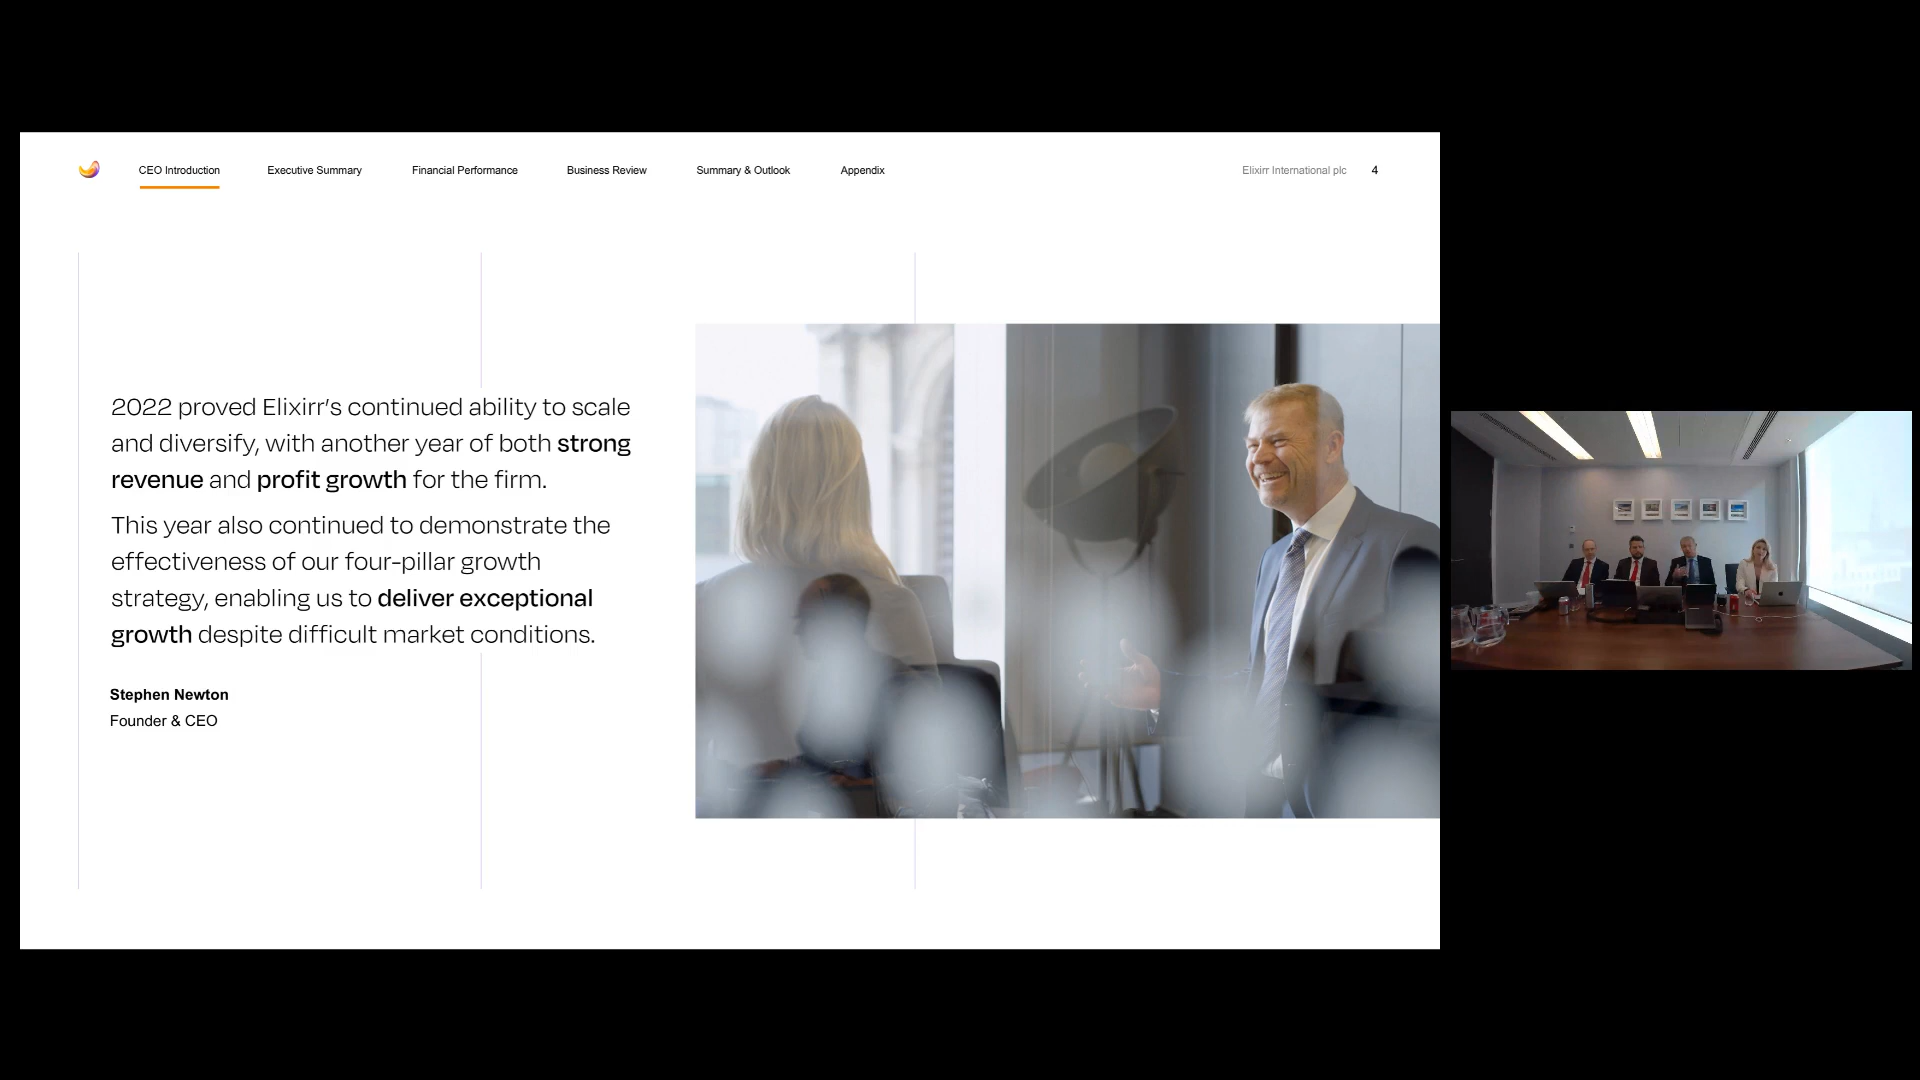 CEO Introduction Executive Summary Financial Performance Business Review Summary & Outlook Appendix Elixirr International plc 4
2022 proved Elixirr’s continued ability to scale
and diversify, with another year of both strong
revenue and profit growth for the firm.
This year also continued to demonstrate the
effectiveness of our four-pillar growth
strategy, enabling us to deliver exceptional
growth despite difficult market conditions.
Stephen Newton
Founder & CEO